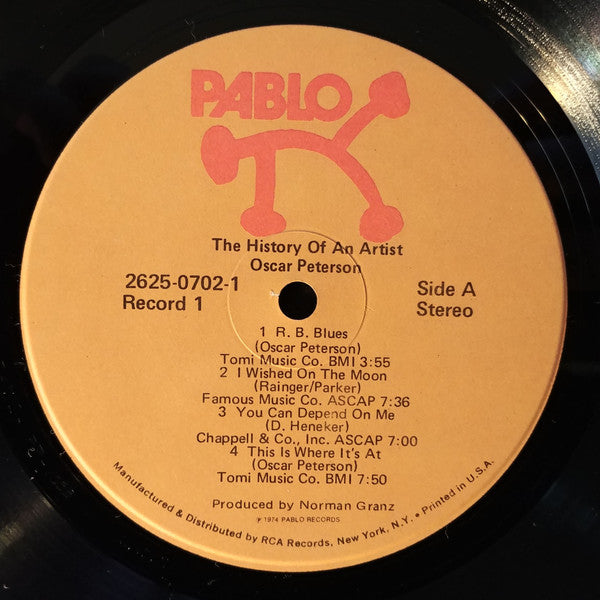 PABLO
The History Of An Artist
Oscar Peterson
2625-0702-1
Record 1
Side A
Stereo
1 R. B. Blues
(Oscar Peterson)
Tomi Music Co. BMI 3:55
2 I Wished On The Moon
(Rainger/Parker)
Famous Music Co. ASCAP 7:36
3 You Can Depend On Me
(D. Heneker)
Chappell & Co., Inc. ASCAP 7:00
4 This Is Where It's At
(Oscar Peterson)
Tomi Music Co. BMI 7:50
Produced by Norman Granz
℗ 1974 PABLO RECORDS
Manufactured & Distributed by RCA Records, New York, N.Y. • Printed in U.S.A.